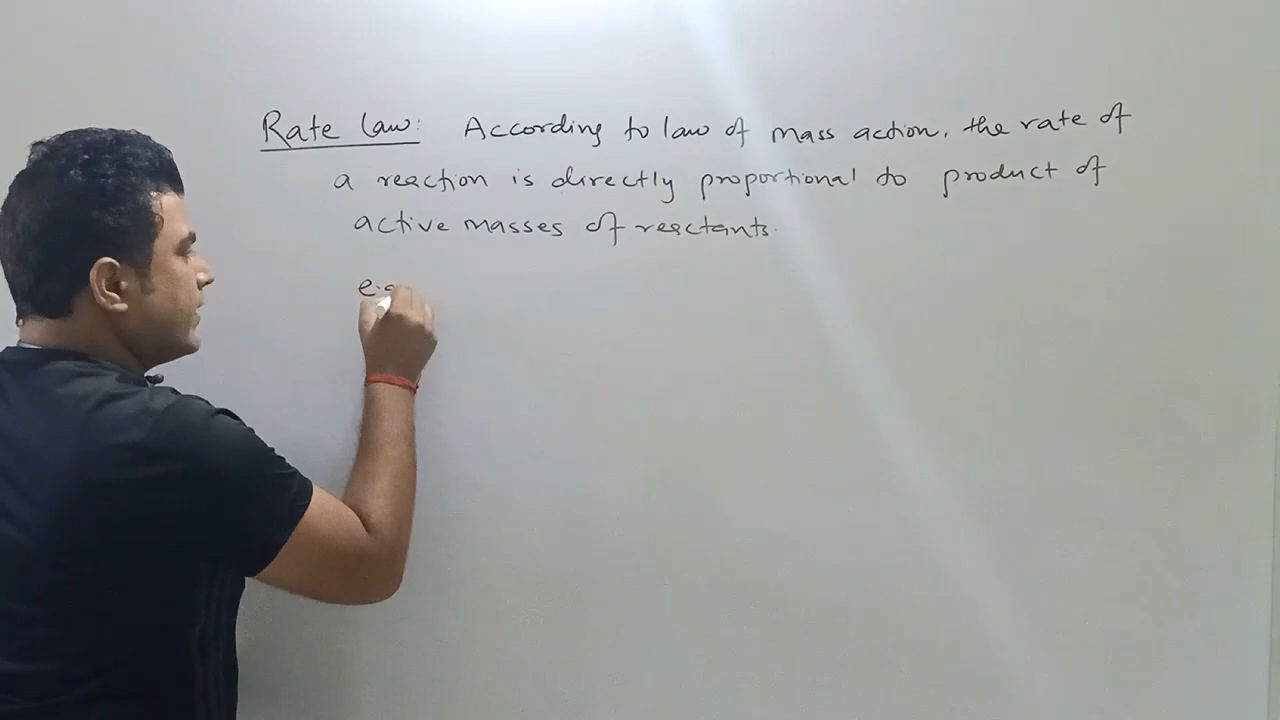 Rate law: According to law of mass action, the rate of
a reaction is directly proportional to product of
active masses of reactants.
e.g